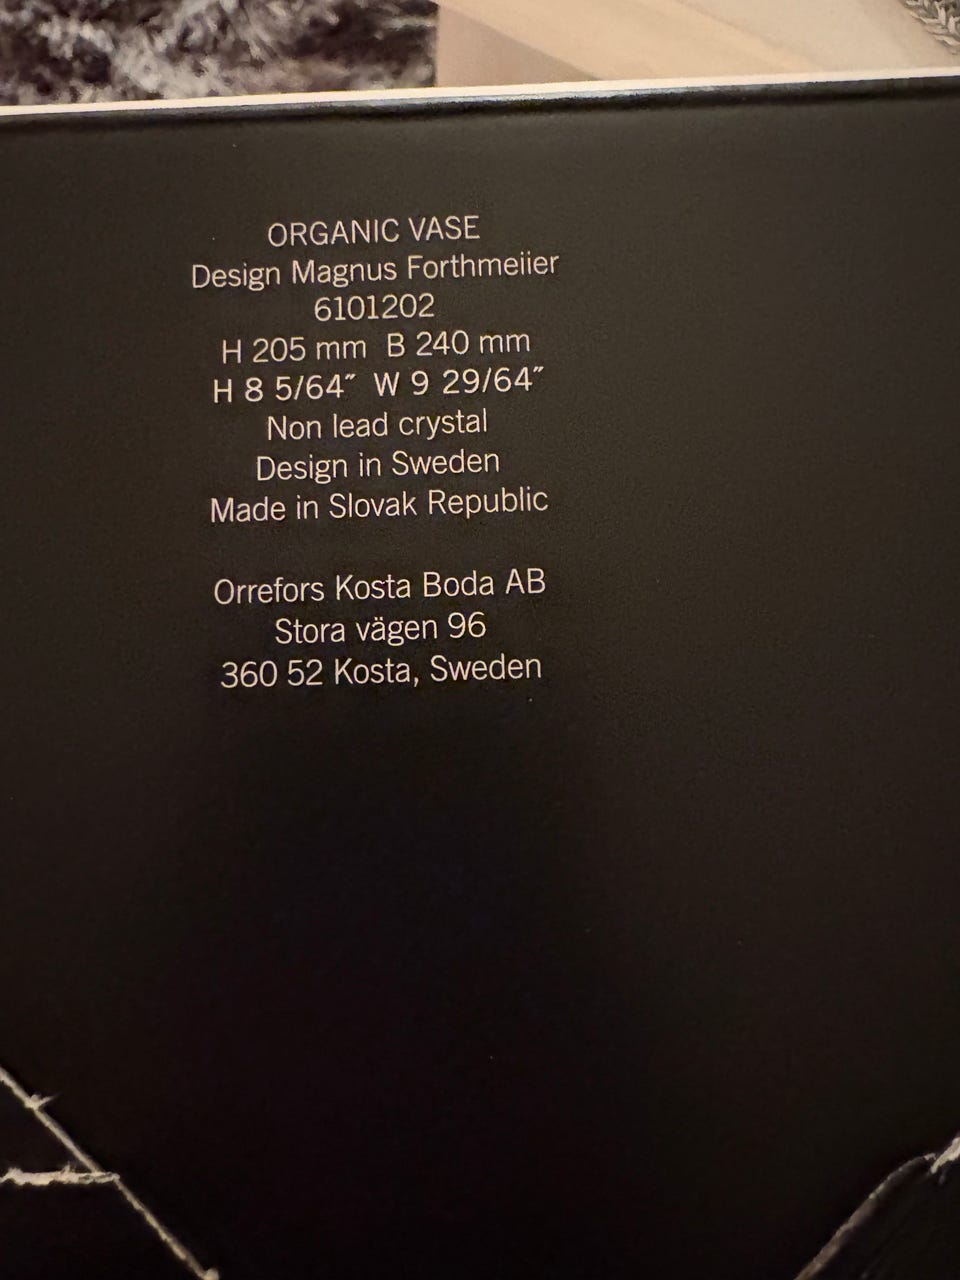 ORGANIC VASE
Design Magnus Forthmeiier
6101202
H 205 mm B 240 mm
H 8 5/64″ W 9 29/64″
Non lead crystal
Design in Sweden
Made in Slovak Republic
Orrefors Kosta Boda AB
Stora vägen 96
360 52 Kosta, Sweden